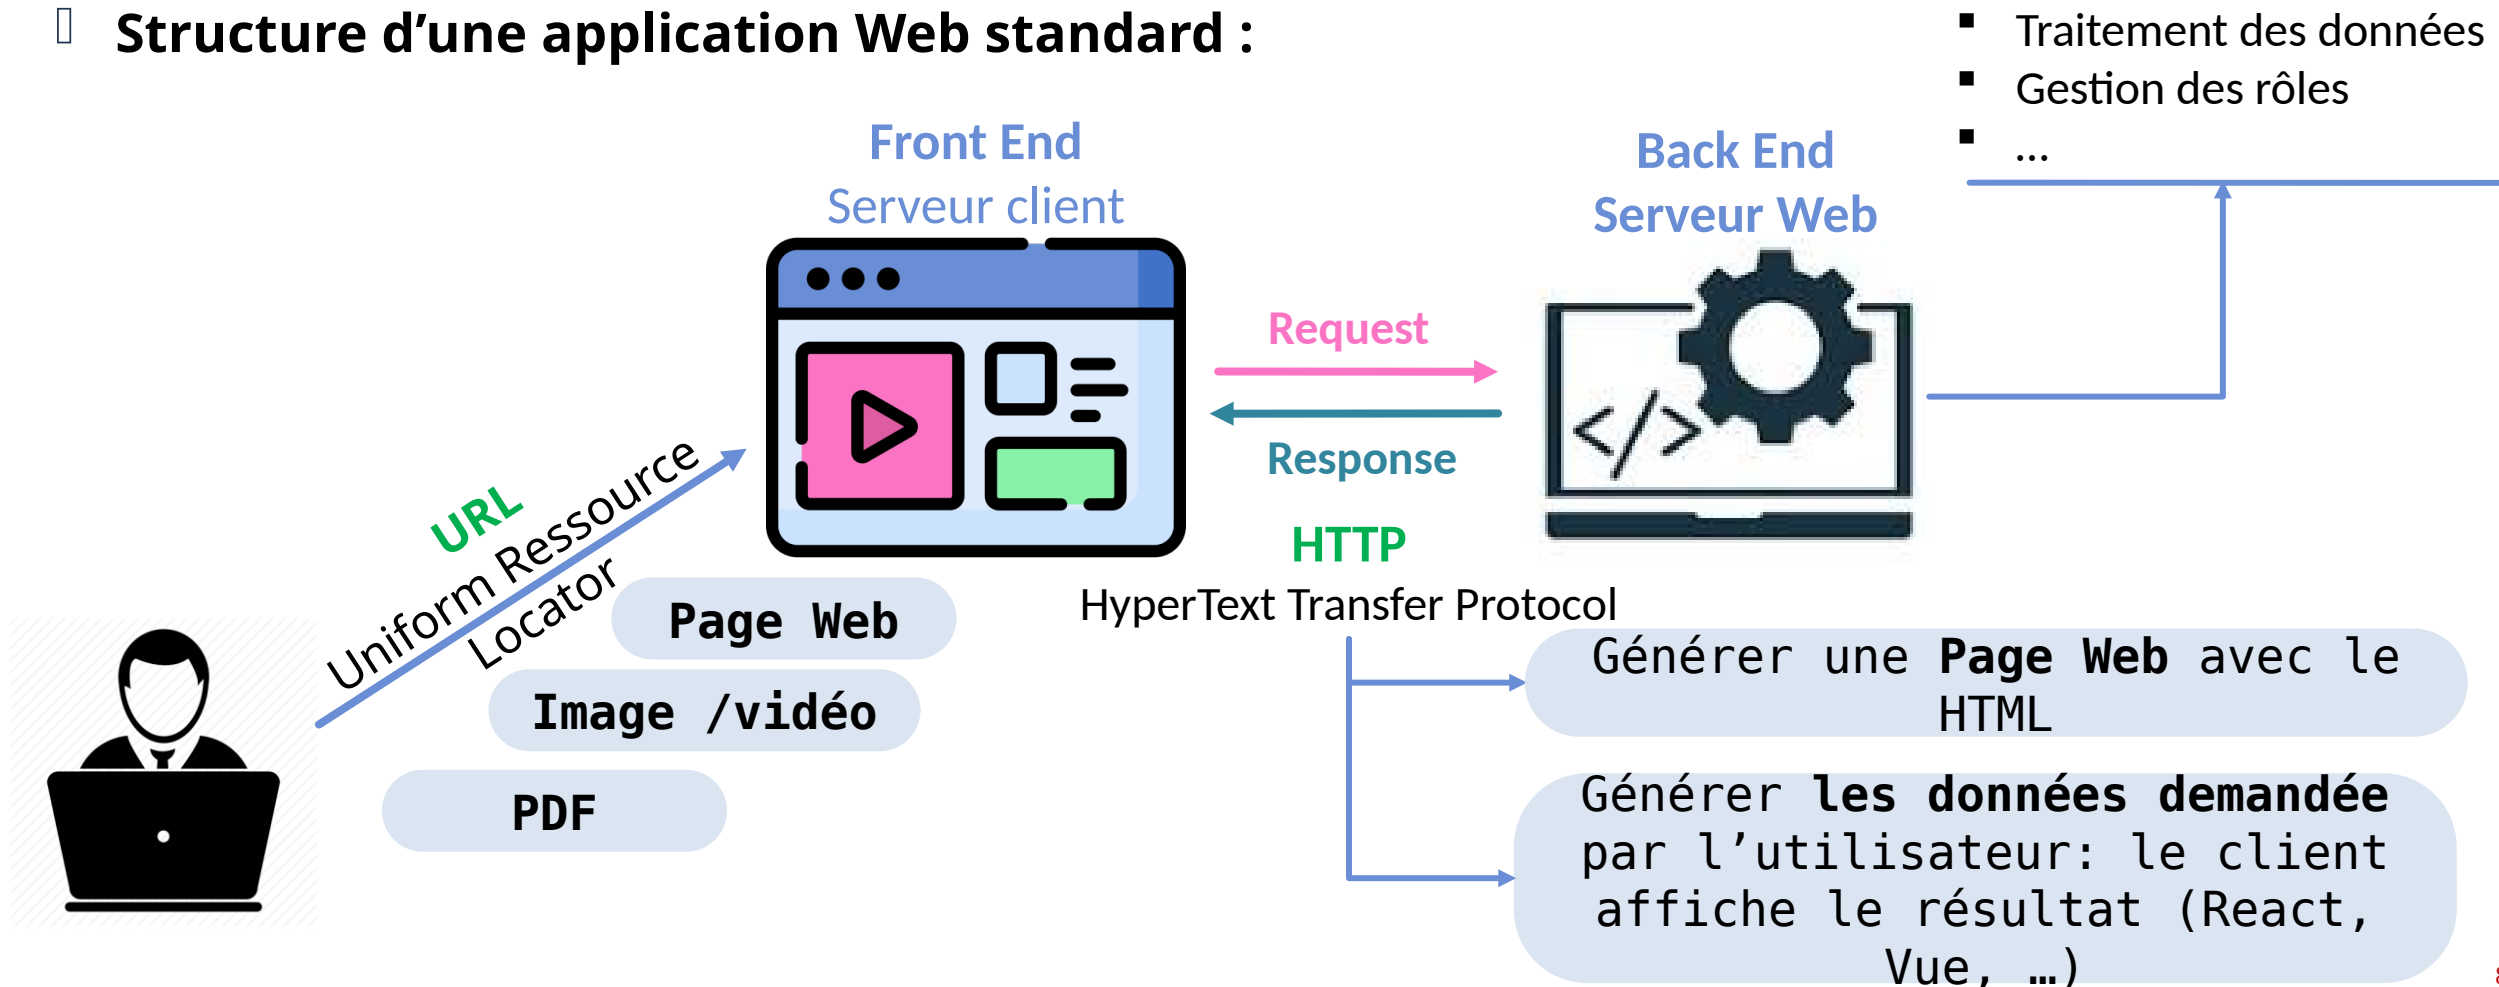 Structure d’une application Web standard :
Traitement des données
Gestion des rôles
...
Front End
Serveur client
Back End
Serveur Web
Request
Response
URL
Uniform Ressource
Locator
HTTP
HyperText Transfer Protocol
Page Web
Image /vidéo
PDF
Générer une Page Web avec le
HTML
Générer les données demandée
par l’utilisateur: le client
affiche le résultat (React,
Vue, …)